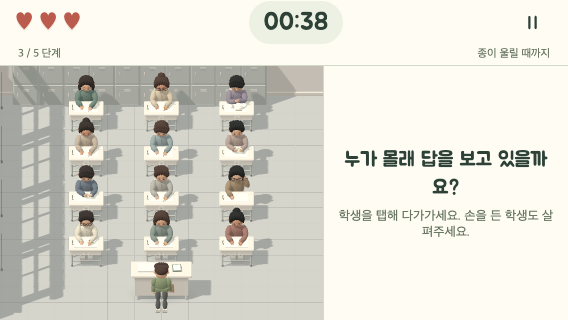 00:38
3 / 5 단계
종이 울릴 때까지
누가 몰래 답을 보고 있을까
요?
학생을 탭해 다가가세요. 손을 든 학생도 살
펴주세요.